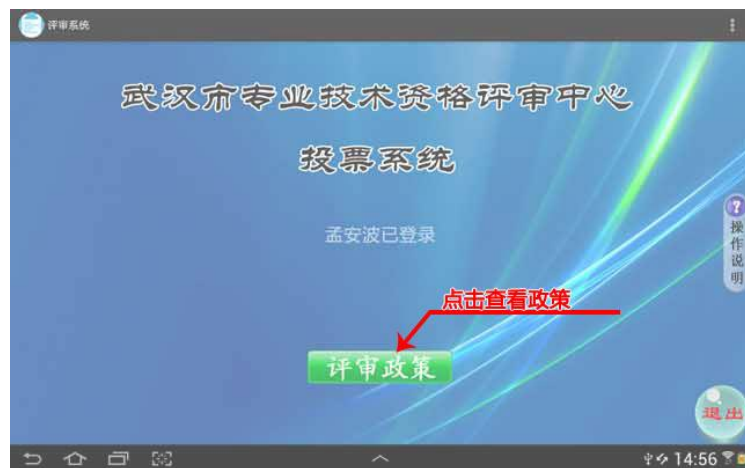 评审系统
武汉市专业技术资格评审中心
投票系统
孟安波已登录
操作说明
点击查看政策
评审政策
退出
14:56